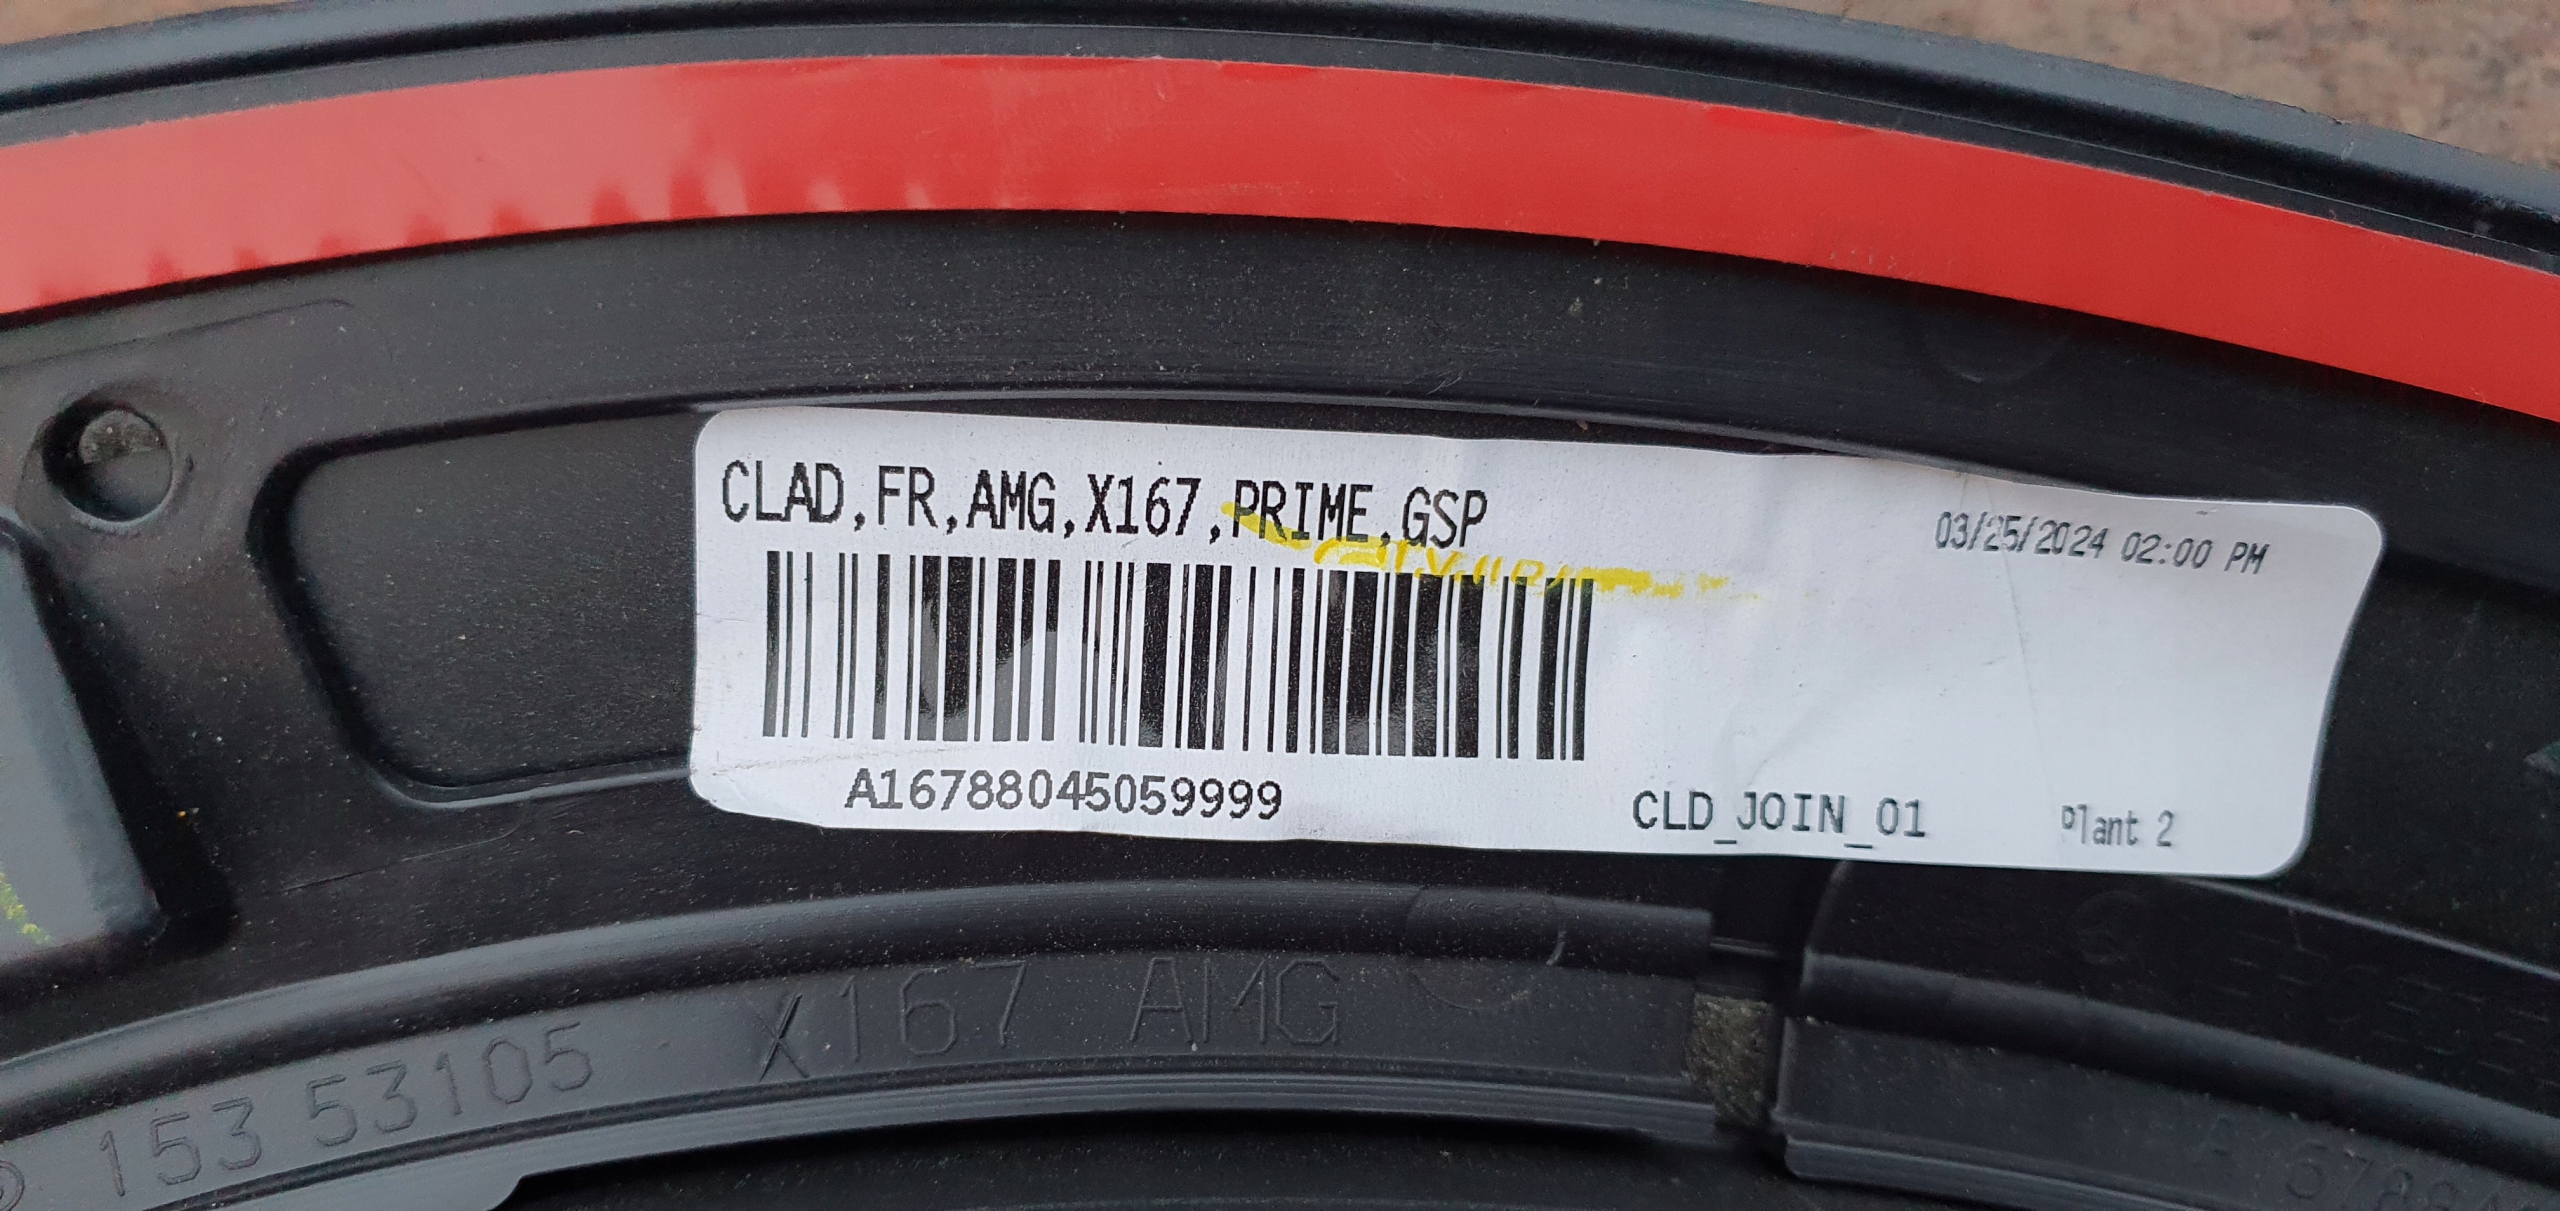 CLAD,FR,AMG,X167,PRIME,GSP
03/25/2024 02:00 PM
A16788045059999
CLD_JOIN_01
Plant 2
153 53105 X167 AMG